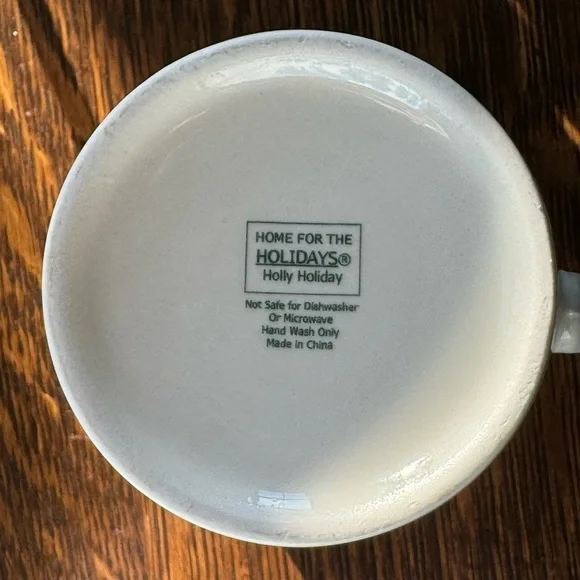 HOME FOR THE
HOLIDAYS®
Holly Holiday
Not Safe for Dishwasher
Or Microwave
Hand Wash Only
Made in China